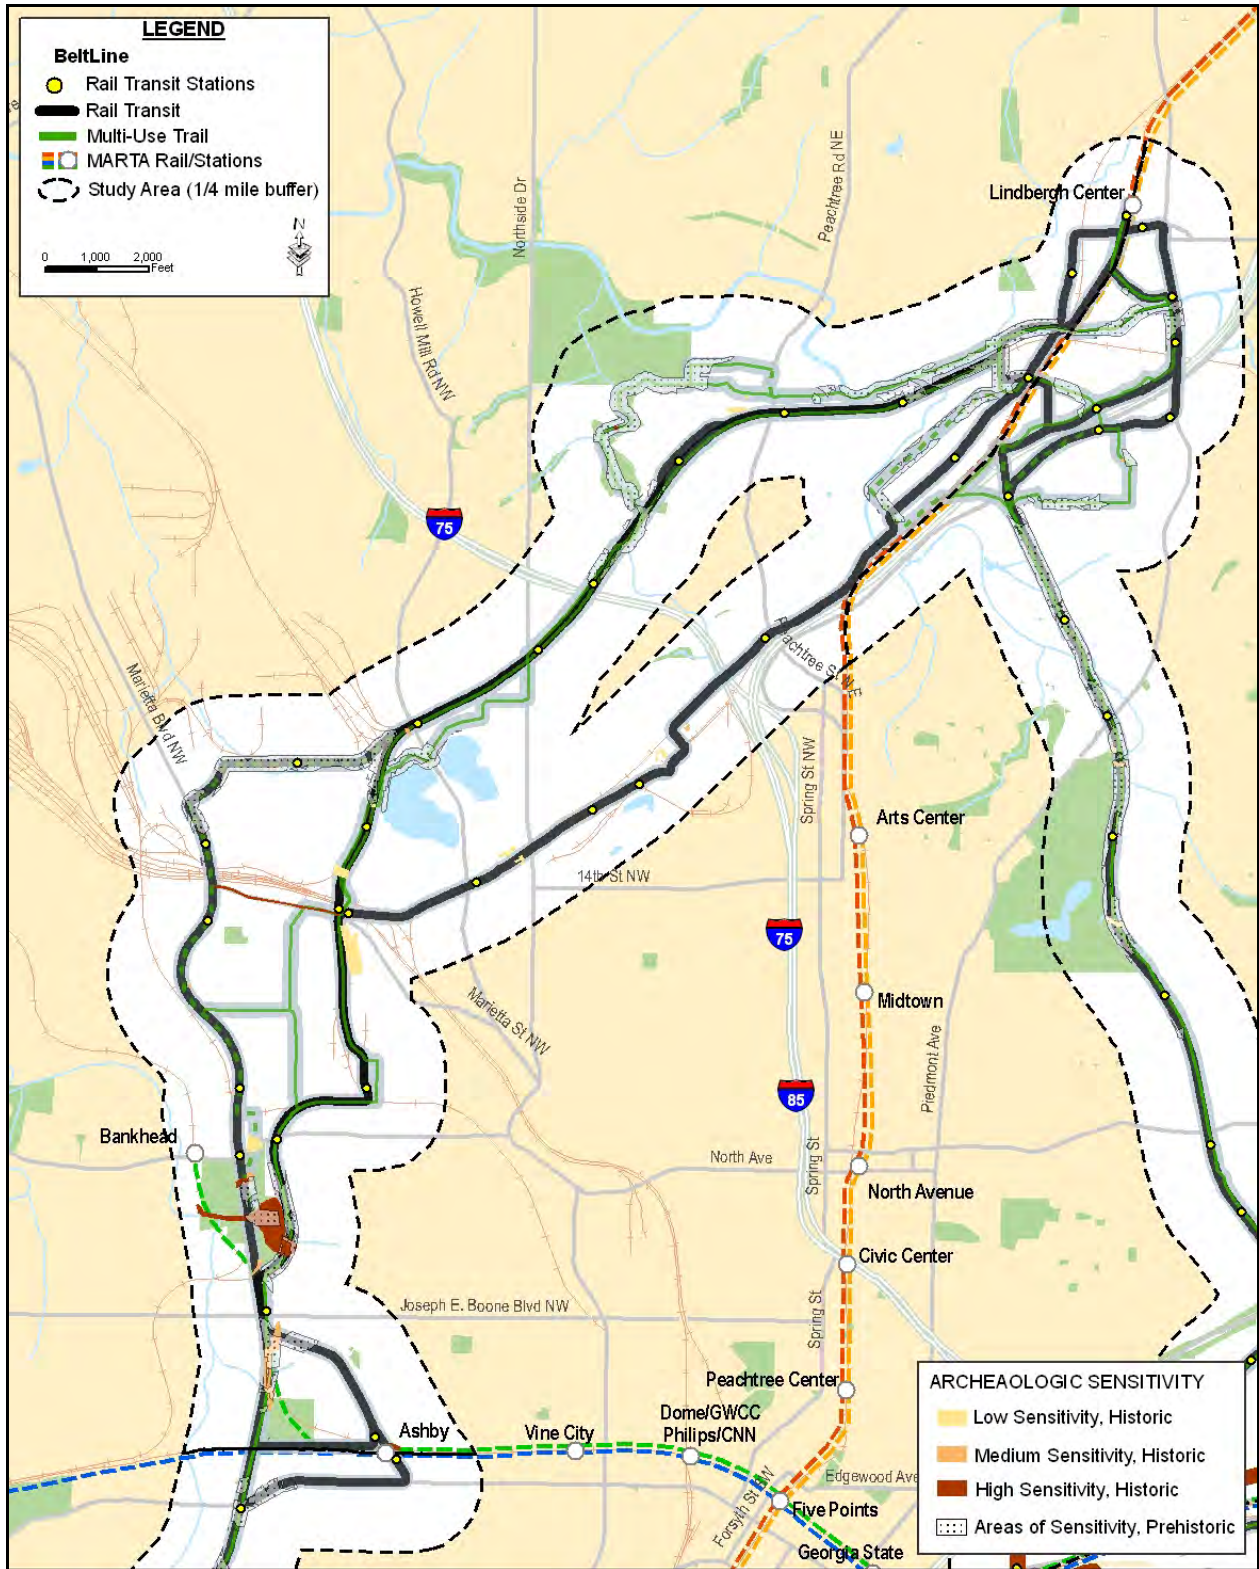 LEGEND
BeltLine
Rail Transit Stations
Rail Transit
Multi-Use Trail
MARTA Rail/Stations
Study Area (1/4 mile buffer)
N
0 1,000 2,000
Feet
Peachtree Rd NE
Northside Dr
Howell Mill Rd NW
Lindbergh Center
75
Marietta Blvd NW
Peachtree St NE
Spring St NW
Arts Center
14th St NW
75
Midtown
Marietta St NW
Piedmont Ave
85
Bankhead
North Ave
Spring St
North Avenue
Civic Center
Joseph E. Boone Blvd NW
Spring St
Peachtree Center
Ashby
Vine City
Dome/GWCC
Philips/CNN
Edgewood Ave
Forsyth St SW
Five Points
Georgia State
ARCHEAOLOGIC SENSITIVITY
Low Sensitivity, Historic
Medium Sensitivity, Historic
High Sensitivity, Historic
Areas of Sensitivity, Prehistoric